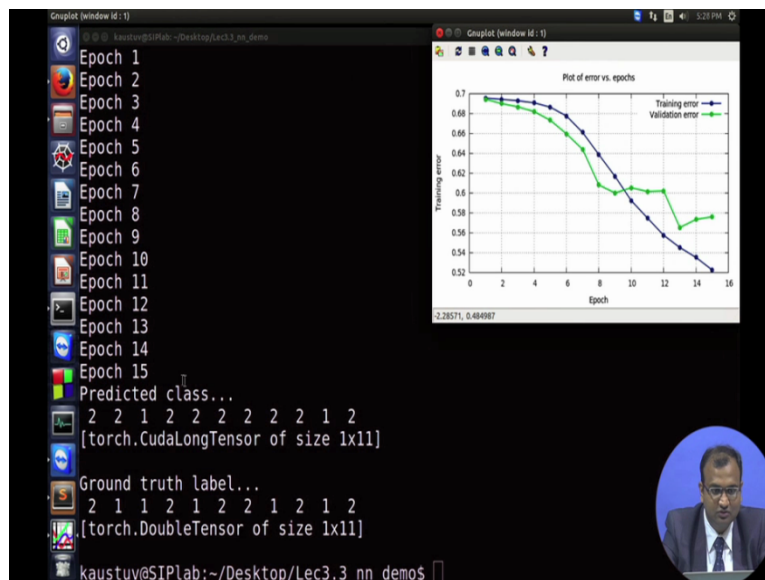 Gnuplot (window id : 1)
5:28 PM
En
kaustuv@SIPlab: ~/Desktop/Lec3.3_nn_demo
Epoch 1
Epoch 2
Epoch 3
Epoch 4
Epoch 5
Epoch 6
Epoch 7
Epoch 8
Epoch 9
Epoch 10
Epoch 11
Epoch 12
Epoch 13
Epoch 14
Epoch 15
Predicted class...
2 2 1 2 2 2 2 2 2 1 2
[torch.CudaLongTensor of size 1x11]
Ground truth label...
2 1 1 2 1 2 2 1 2 1 2
[torch.DoubleTensor of size 1x11]
kaustuv@SIPlab:~/Desktop/Lec3.3_nn_demo$
Gnuplot (window id : 1)
Plot of error vs. epochs
Training error
Validation error
0.7
0.68
0.66
0.64
0.62
0.6
0.58
0.56
0.54
0.52
Training error
0 2 4 6 8 10 12 14 16
Epoch
-2.28571, 0.484987